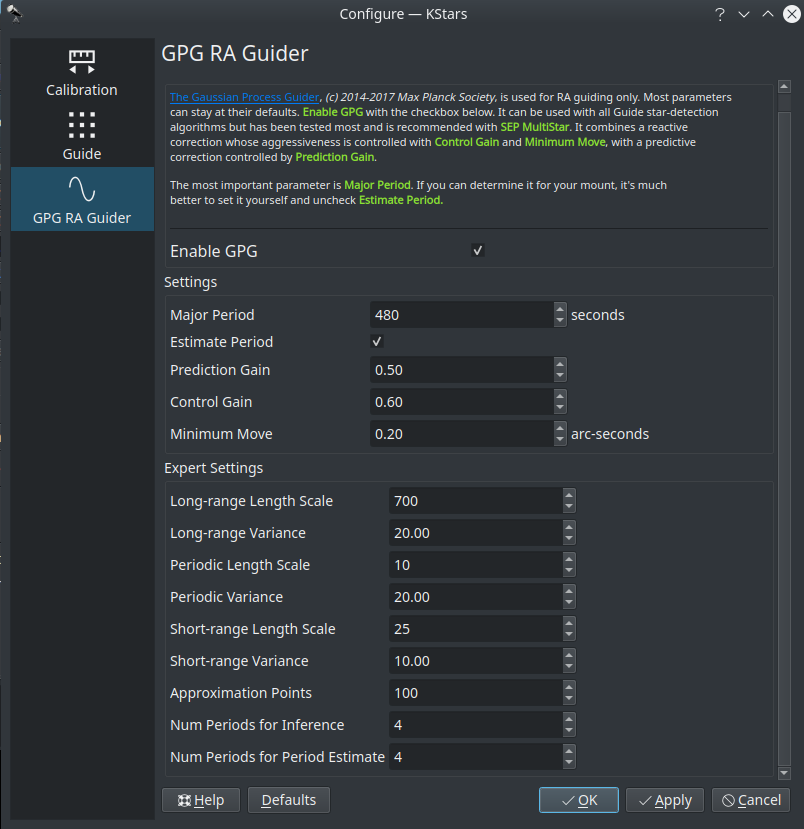 Configure — KStars
?
Calibration
Guide
GPG RA Guider
GPG RA Guider
The Gaussian Process Guider, (c) 2014-2017 Max Planck Society, is used for RA guiding only. Most parameters
can stay at their defaults. Enable GPG with the checkbox below. It can be used with all Guide star-detection
algorithms but has been tested most and is recommended with SEP MultiStar. It combines a reactive
correction whose aggressiveness is controlled with Control Gain and Minimum Move, with a predictive
correction controlled by Prediction Gain.
The most important parameter is Major Period. If you can determine it for your mount, it's much
better to set it yourself and uncheck Estimate Period.
Enable GPG
Settings
Major Period 480 seconds
Estimate Period
Prediction Gain 0.50
Control Gain 0.60
Minimum Move 0.20 arc-seconds
Expert Settings
Long-range Length Scale 700
Long-range Variance 20.00
Periodic Length Scale 10
Periodic Variance 20.00
Short-range Length Scale 25
Short-range Variance 10.00
Approximation Points 100
Num Periods for Inference 4
Num Periods for Period Estimate 4
Help Defaults OK Apply Cancel